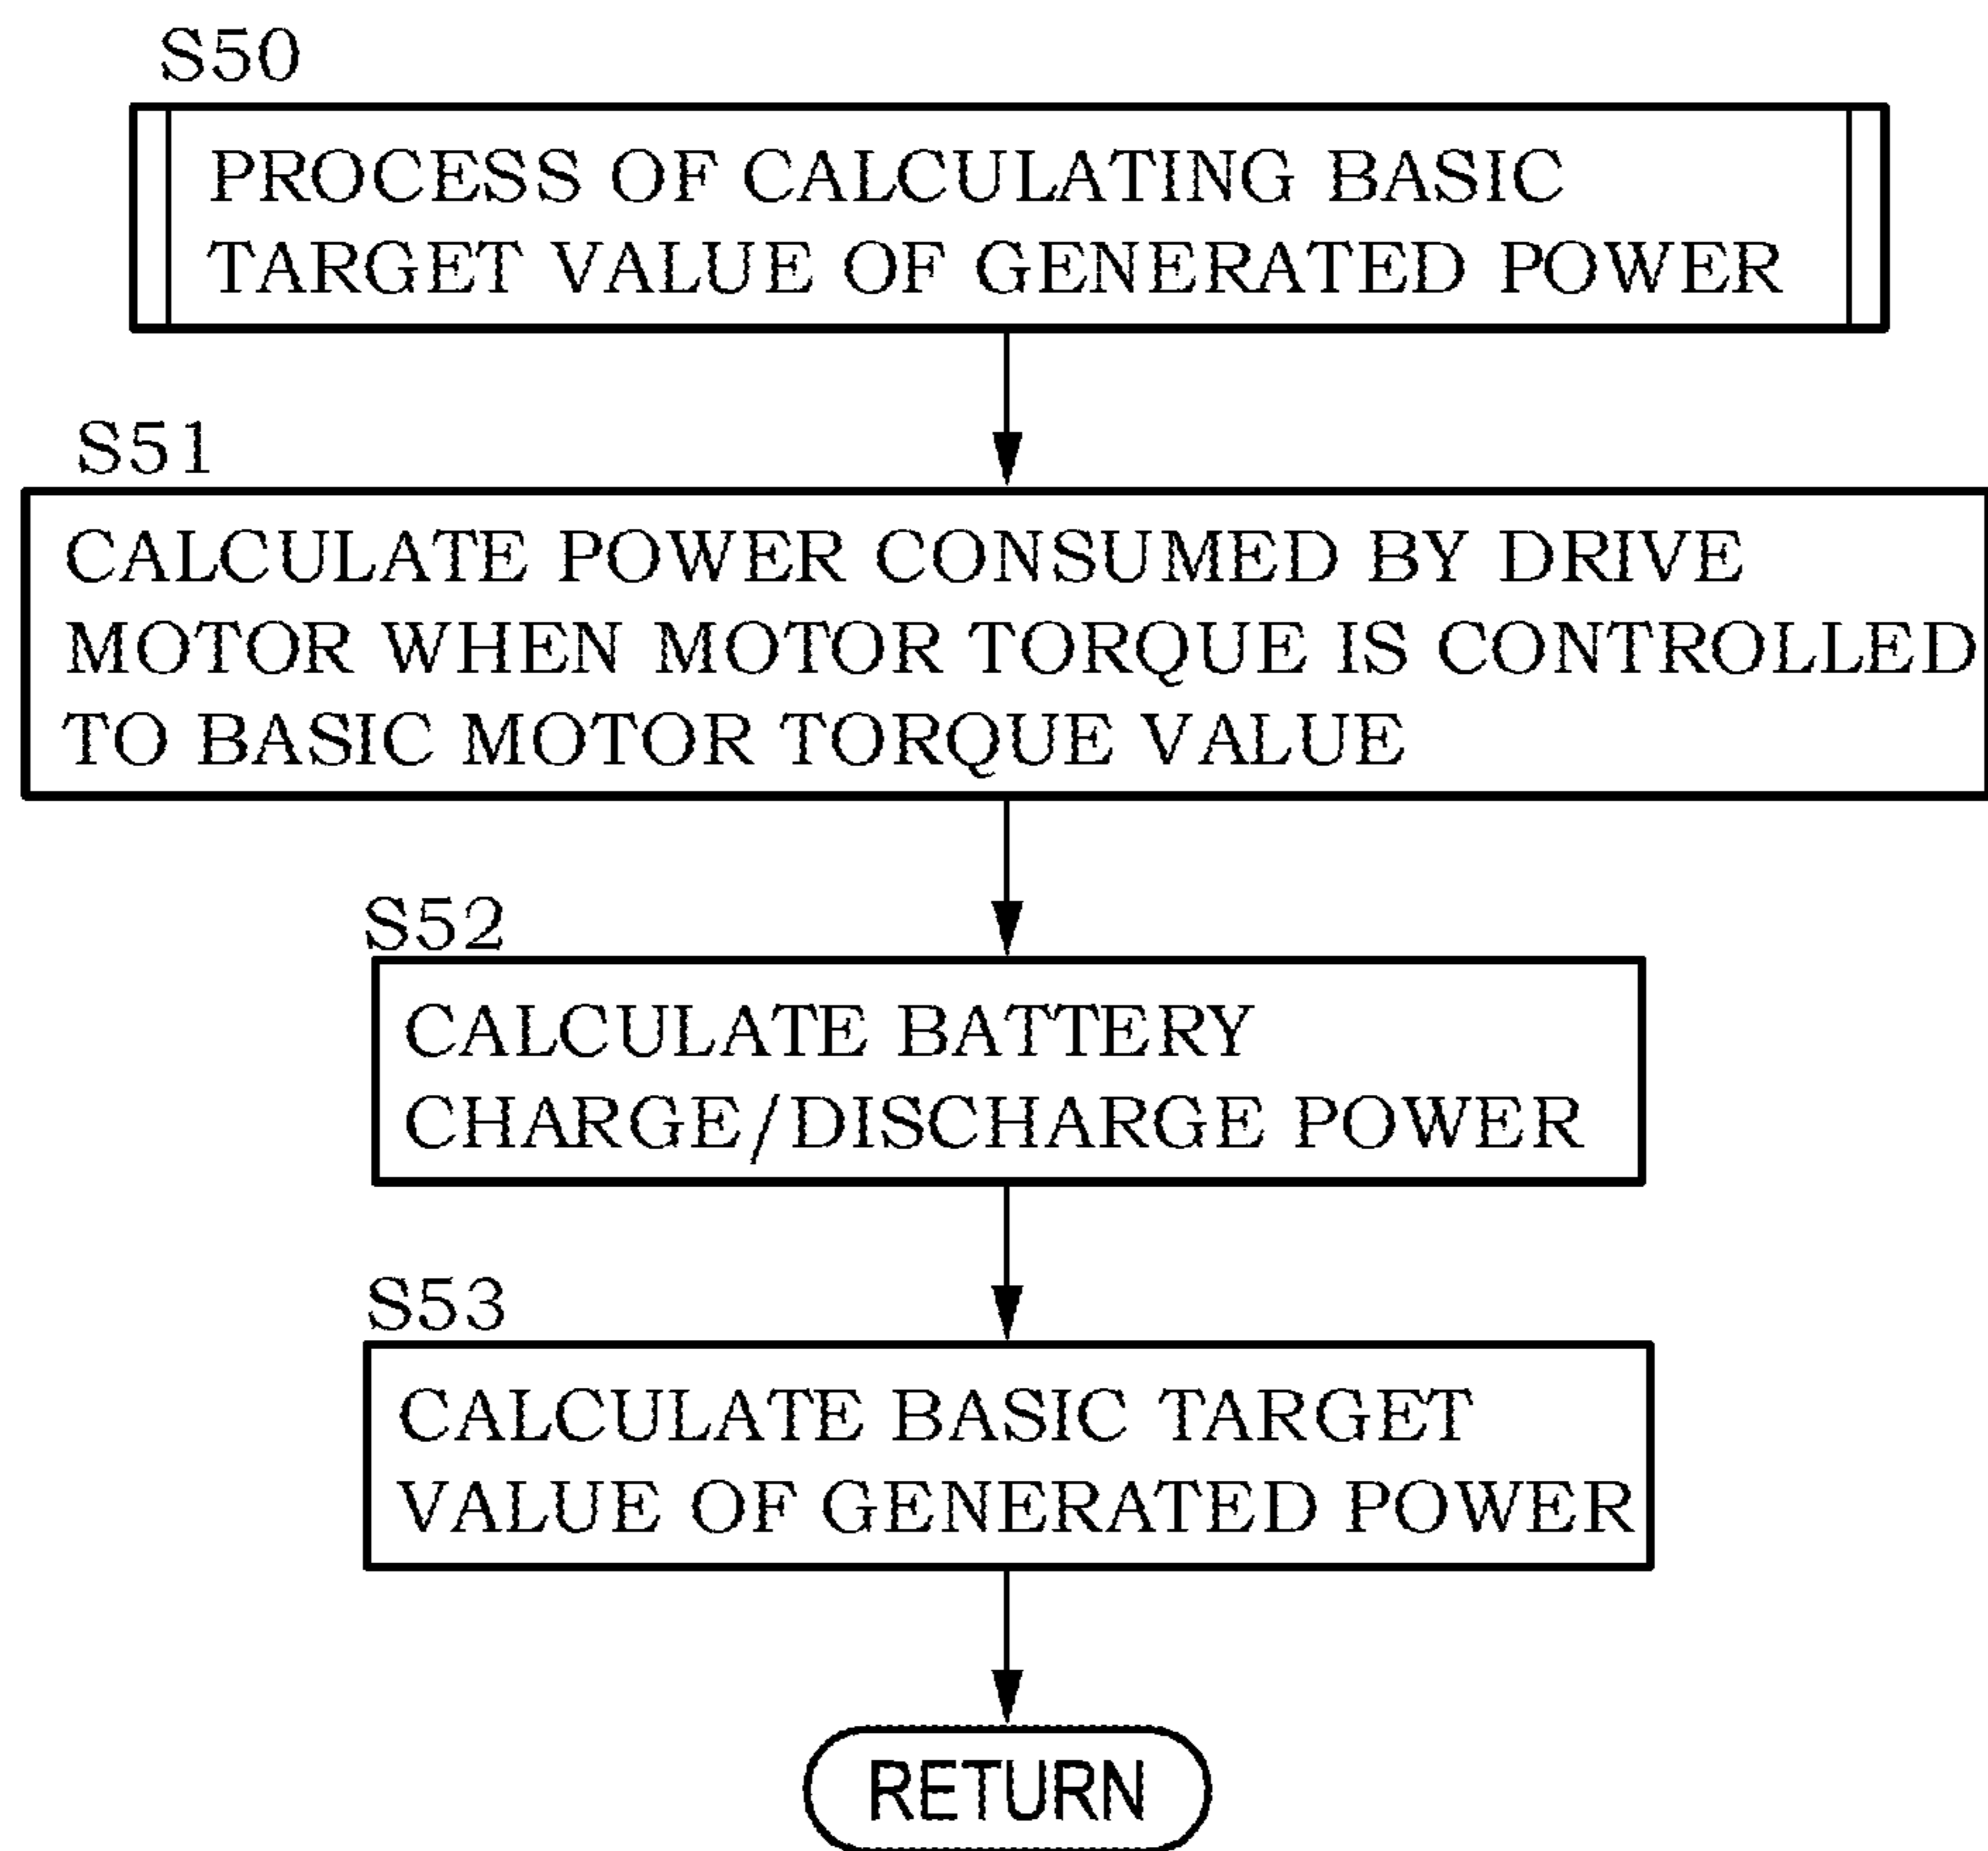 S50
PROCESS OF CALCULATING BASIC
TARGET VALUE OF GENERATED POWER
S51
CALCULATE POWER CONSUMED BY DRIVE
MOTOR WHEN MOTOR TORQUE IS CONTROLLED
TO BASIC MOTOR TORQUE VALUE
S52
CALCULATE BATTERY
CHARGE/DISCHARGE POWER
S53
CALCULATE BASIC TARGET
VALUE OF GENERATED POWER
RETURN